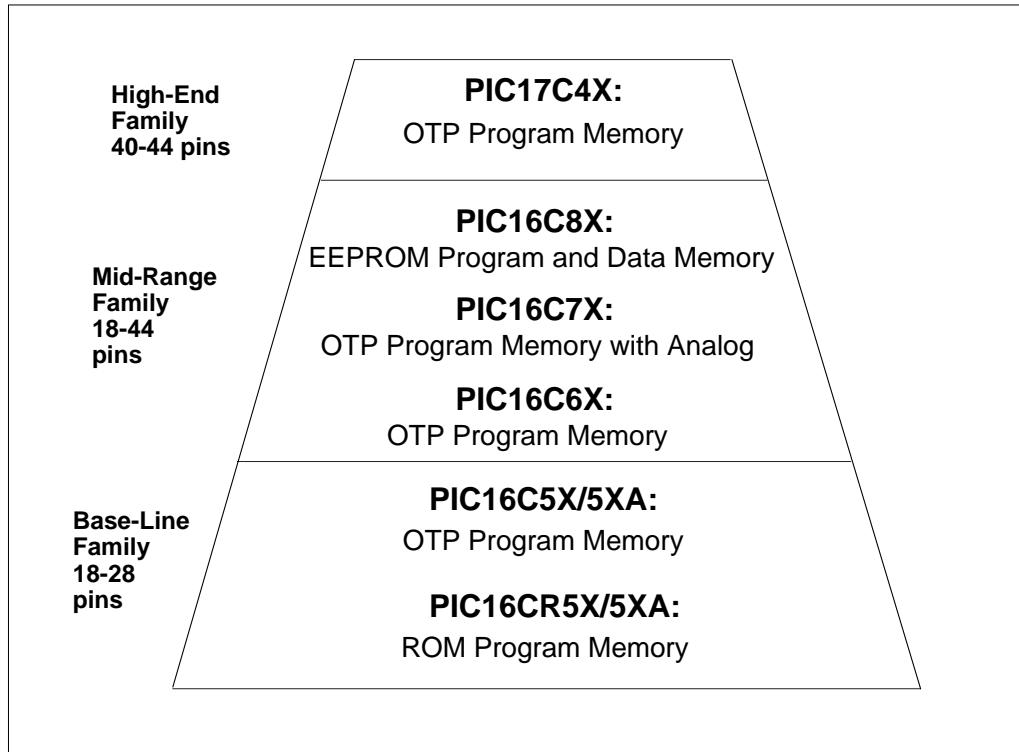 High-End
Family
40-44 pins
PIC17C4X:
OTP Program Memory
Mid-Range
Family
18-44
pins
PIC16C8X:
EEPROM Program and Data Memory
PIC16C7X:
OTP Program Memory with Analog
PIC16C6X:
OTP Program Memory
Base-Line
Family
18-28
pins
PIC16C5X/5XA:
OTP Program Memory
PIC16CR5X/5XA:
ROM Program Memory